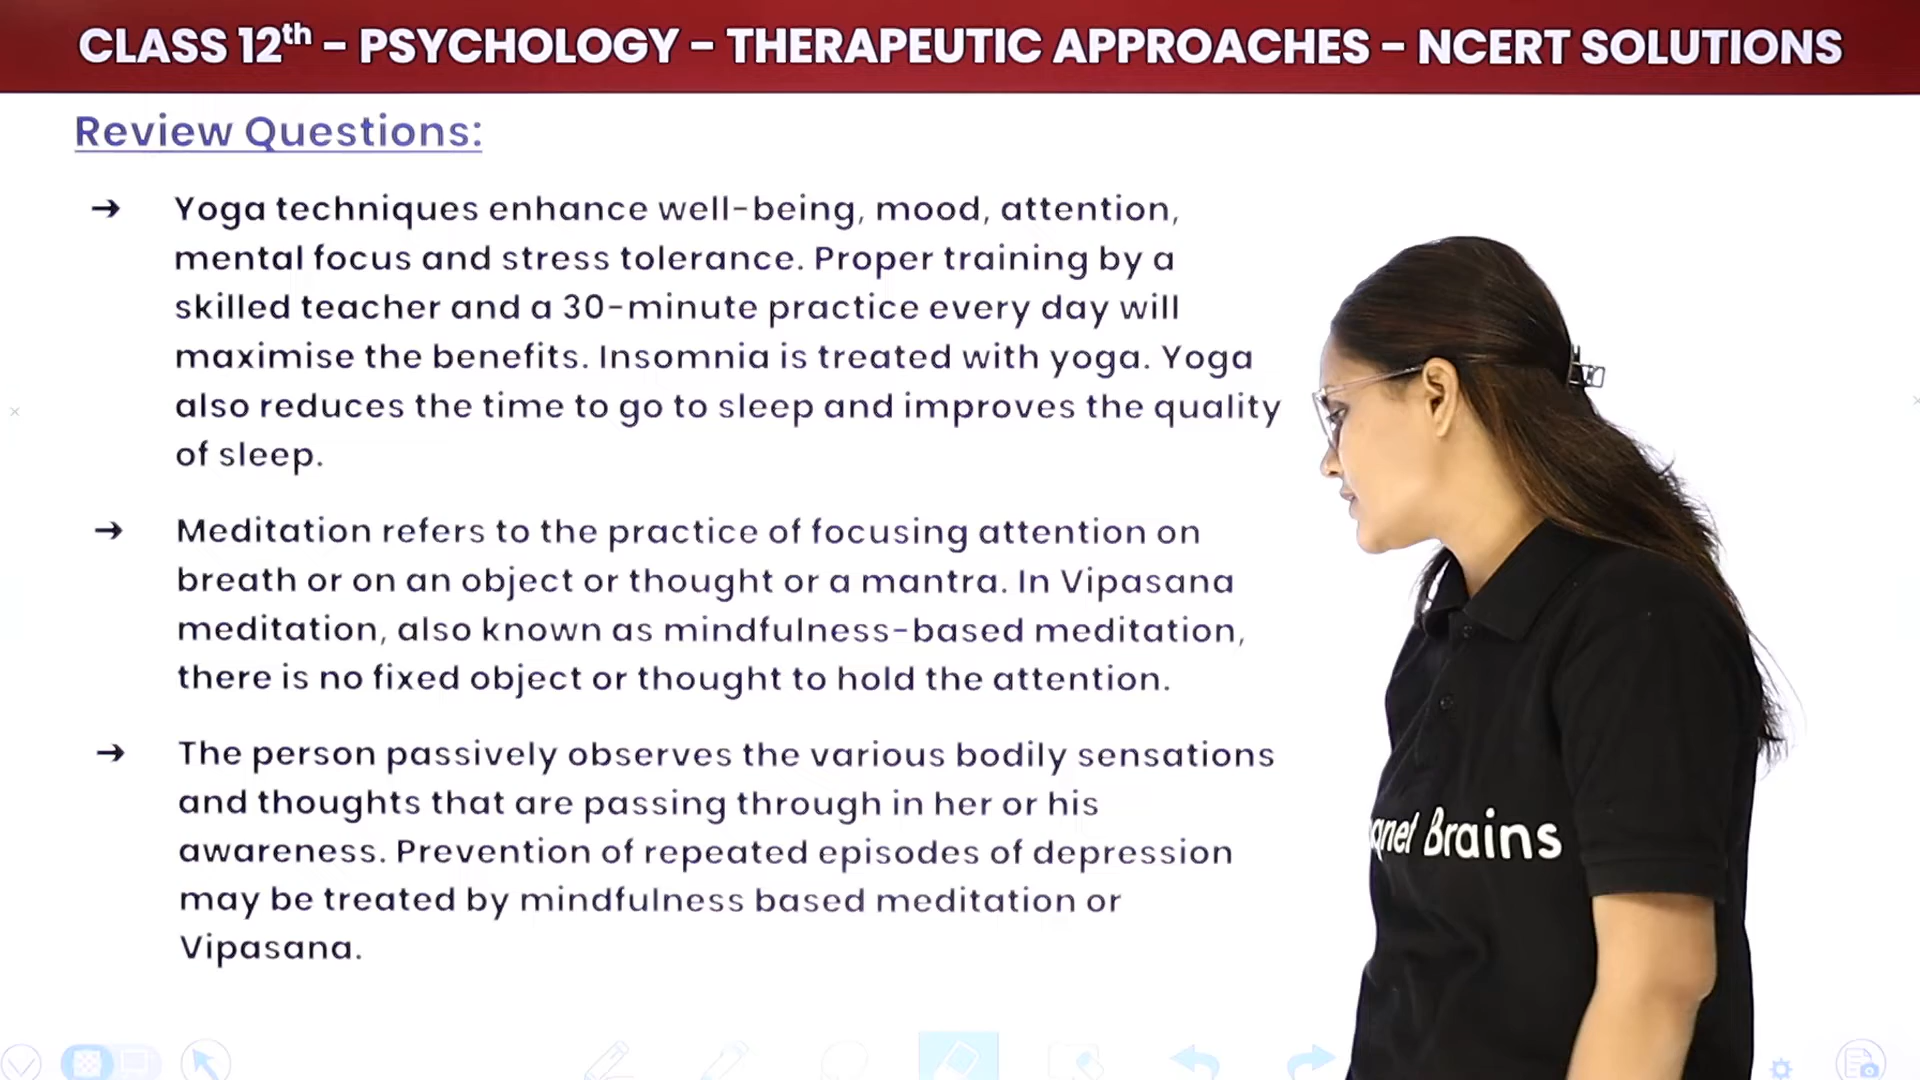 CLASS 12th - PSYCHOLOGY - THERAPEUTIC APPROACHES - NCERT SOLUTIONS
Review Questions:
→ Yoga techniques enhance well-being, mood, attention,
mental focus and stress tolerance. Proper training by a
skilled teacher and a 30-minute practice every day will
maximise the benefits. Insomnia is treated with yoga. Yoga
also reduces the time to go to sleep and improves the quality
of sleep.
→ Meditation refers to the practice of focusing attention on
breath or on an object or thought or a mantra. In Vipasana
meditation, also known as mindfulness-based meditation,
there is no fixed object or thought to hold the attention.
→ The person passively observes the various bodily sensations
and thoughts that are passing through in her or his
awareness. Prevention of repeated episodes of depression
may be treated by mindfulness based meditation or
Vipasana.
Brains